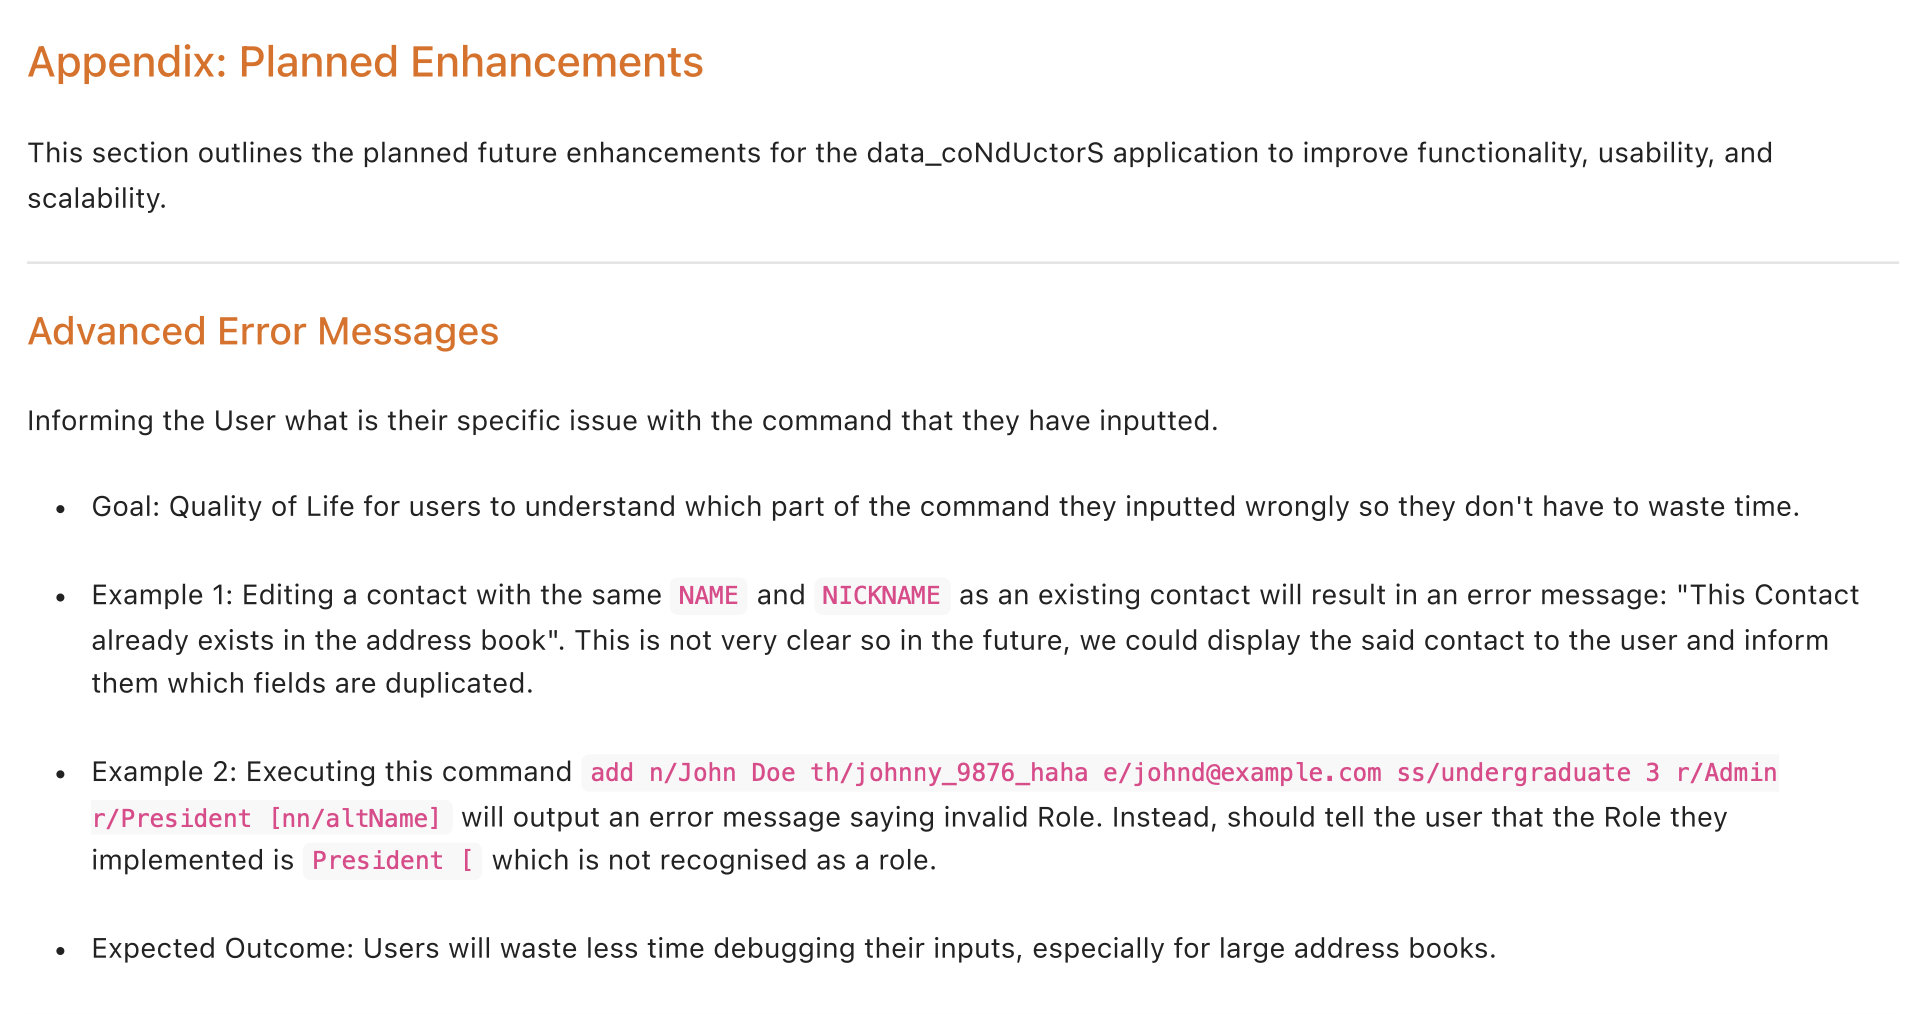 Appendix: Planned Enhancements
This section outlines the planned future enhancements for the data_coNdUctorS application to improve functionality, usability, and
scalability.
Advanced Error Messages
Informing the User what is their specific issue with the command that they have inputted.
• Goal: Quality of Life for users to understand which part of the command they inputted wrongly so they don't have to waste time.
• Example 1: Editing a contact with the same NAME and NICKNAME as an existing contact will result in an error message: "This Contact
already exists in the address book". This is not very clear so in the future, we could display the said contact to the user and inform
them which fields are duplicated.
• Example 2: Executing this command add n/John Doe th/johnny_9876_haha e/johnd@example.com ss/undergraduate 3 r/Admin
r/President [nn/altName] will output an error message saying invalid Role. Instead, should tell the user that the Role they
implemented is President [ which is not recognised as a role.
• Expected Outcome: Users will waste less time debugging their inputs, especially for large address books.